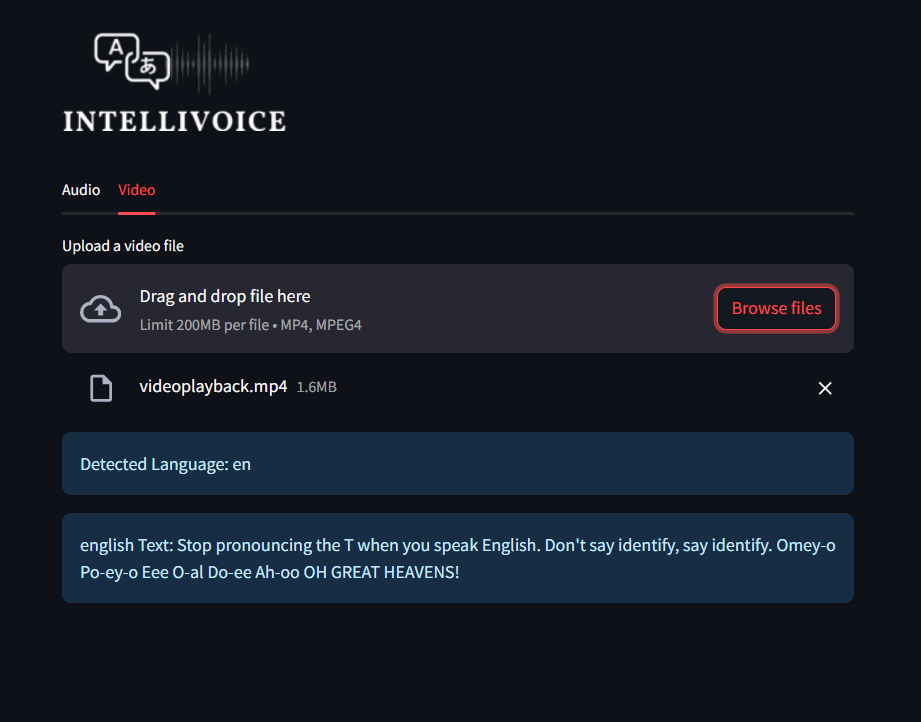 A あ
INTELLIVOICE
Audio Video
Upload a video file
Drag and drop file here
Limit 200MB per file • MP4, MPEG4
Browse files
videoplayback.mp4 1.6MB
Detected Language: en
english Text: Stop pronouncing the T when you speak English. Don't say identify, say identify. Omey-o
Po-ey-o Eee O-al Do-ee Ah-oo OH GREAT HEAVENS!